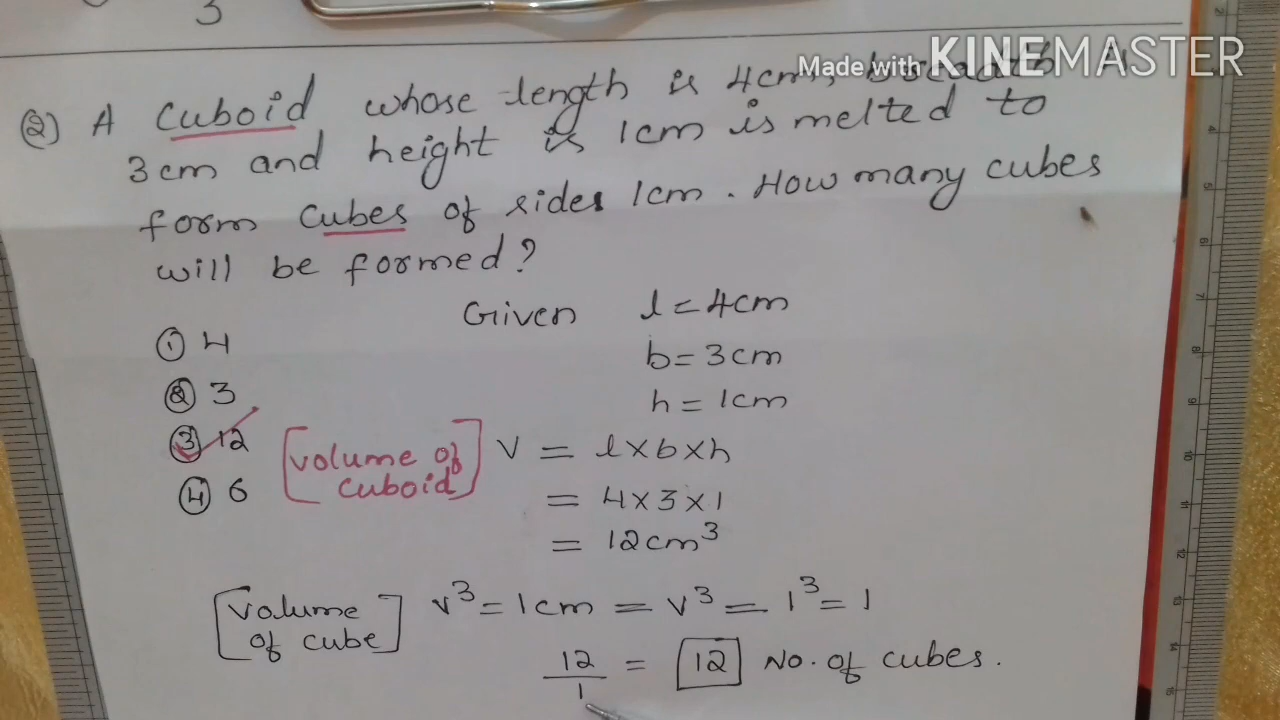 3
Made with KINEMASTER
Q) A Cuboid whose length is 4cm, breadth is
3cm and height is 1cm is melted to
form cubes of sides 1cm. How many cubes
will be formed?
Given l = 4cm
① 4
b = 3cm
② 3
h = 1cm
③ 12
[volume of cuboid] V = l×b×h
④ 6
= 4×3×1
= 12cm³
[volume of cube] v³ = 1cm = v³ = 1³ = 1
12/1 = 12 No. of cubes.